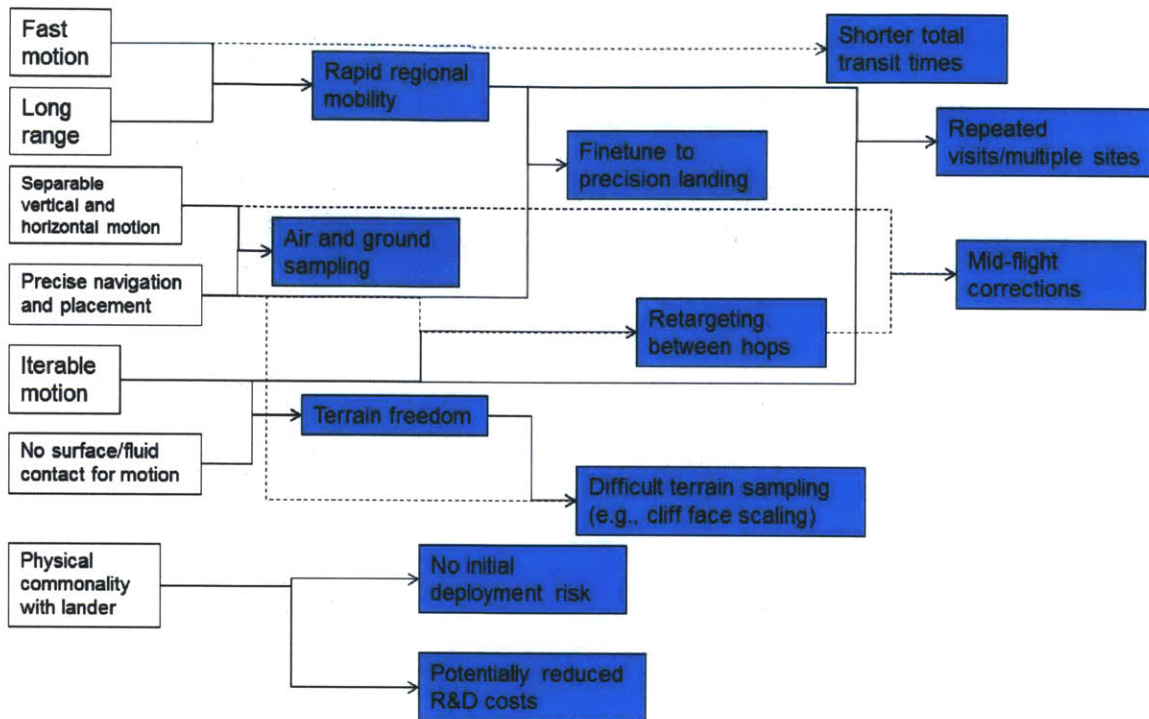 Fast
motion
Shorter total
transit times
Rapid regional
mobility
Long
range
Repeated
visits/multiple sites
Finetune to
precision landing
Separable
vertical and
horizontal motion
Air and ground
sampling
Mid-flight
corrections
Precise navigation
and placement
Retargeting
between hops
Iterable
motion
Terrain freedom
No surface/fluid
contact for motion
Difficult terrain sampling
(e.g., cliff face scaling)
Physical
commonality
with lander
No initial
deployment risk
Potentially reduced
R&D costs